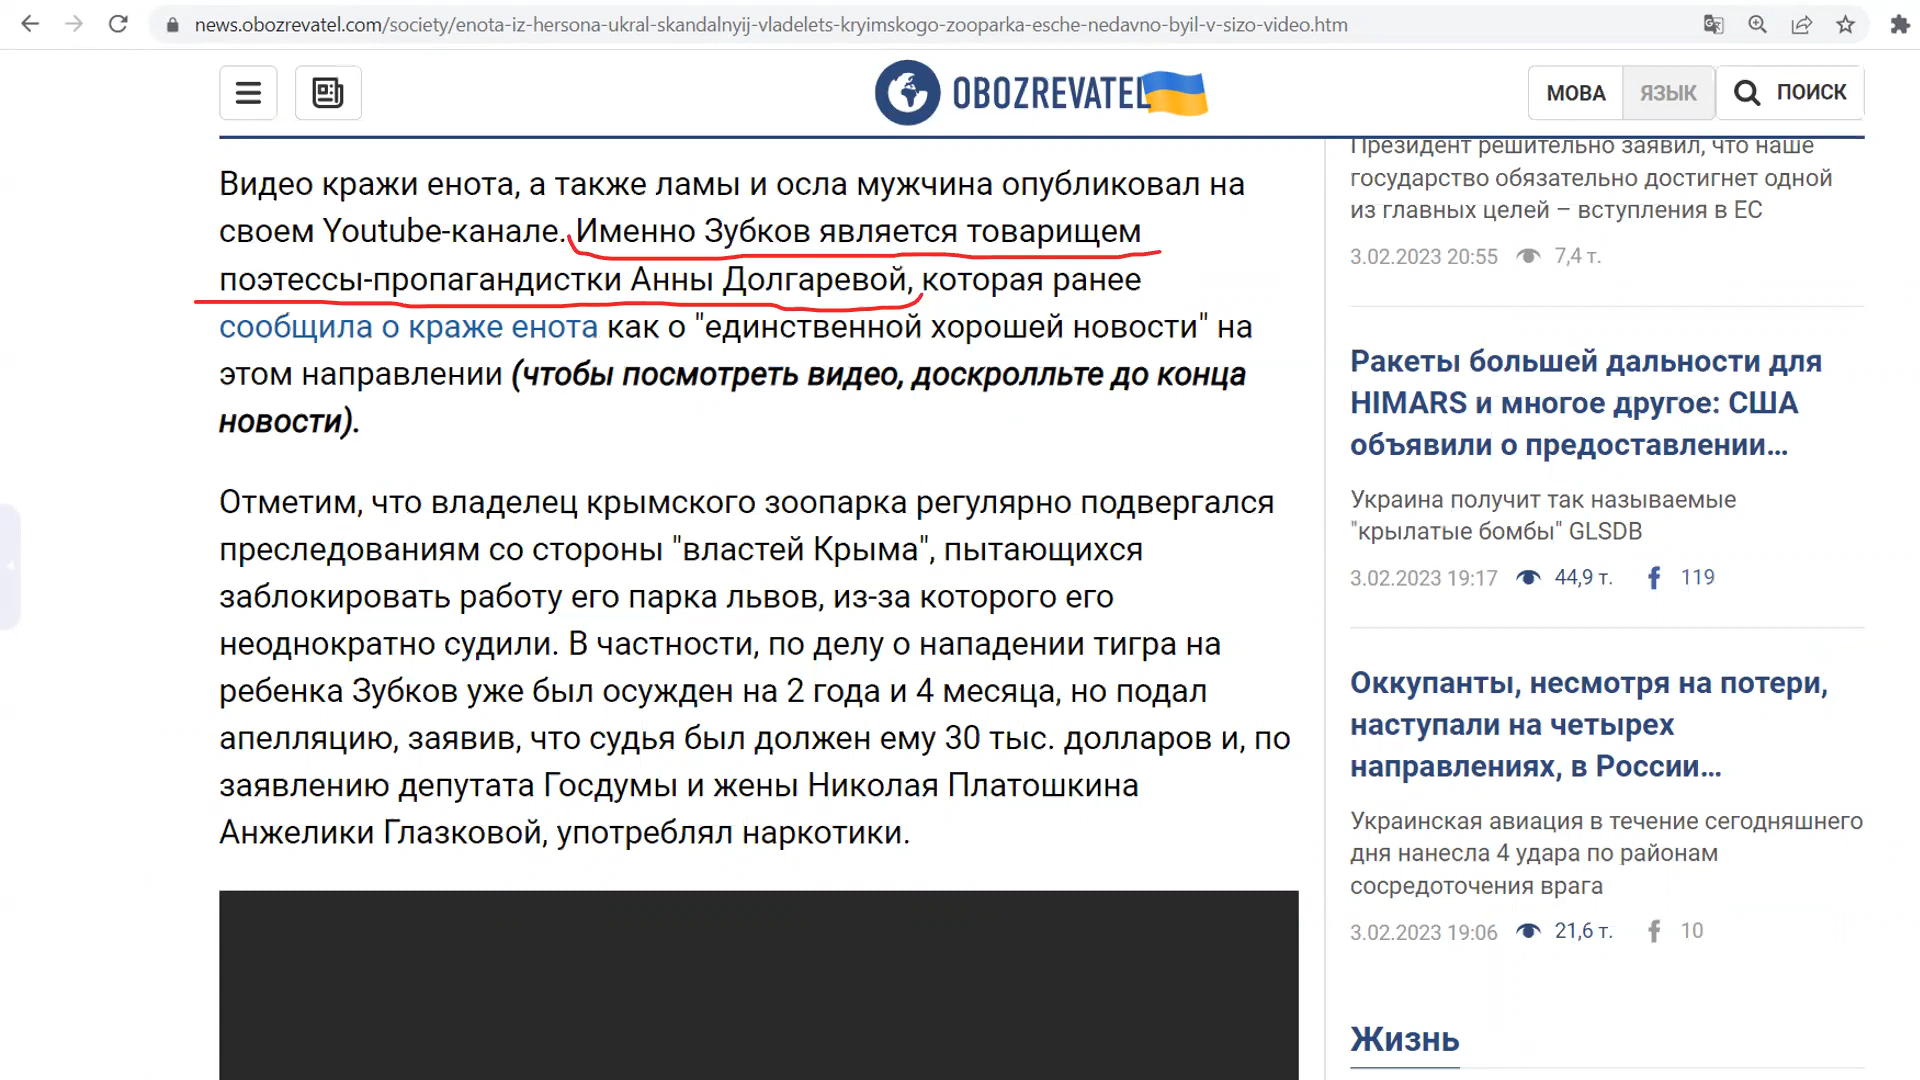 news.obozrevatel.com/society/enota-iz-hersona-ukral-skandalnyij-vladelets-kryimskogo-zooparka-esche-nedavno-byil-v-sizo-video.htm
OBOZREVATEL
МОВА
ЯЗЫК
ПОИСК
Видео кражи енота, а также ламы и осла мужчина опубликовал на
своем Youtube-канале. Именно Зубков является товарищем
поэтессы-пропагандистки Анны Долгаревой, которая ранее
сообщила о краже енота как о "единственной хорошей новости" на
этом направлении (чтобы посмотреть видео, доскролльте до конца
новости).
Отметим, что владелец крымского зоопарка регулярно подвергался
преследованиям со стороны "властей Крыма", пытающихся
заблокировать работу его парка львов, из-за которого его
неоднократно судили. В частности, по делу о нападении тигра на
ребенка Зубков уже был осужден на 2 года и 4 месяца, но подал
апелляцию, заявив, что судья был должен ему 30 тыс. долларов и, по
заявлению депутата Госдумы и жены Николая Платошкина
Анжелики Глазковой, употреблял наркотики.
Президент решительно заявил, что наше
государство обязательно достигнет одной
из главных целей – вступления в ЕС
3.02.2023 20:55 7,4 т.
Ракеты большей дальности для
HIMARS и многое другое: США
объявили о предоставлении...
Украина получит так называемые
"крылатые бомбы" GLSDB
3.02.2023 19:17 44,9 т. 119
Оккупанты, несмотря на потери,
наступали на четырех
направлениях, в России...
Украинская авиация в течение сегодняшнего
дня нанесла 4 удара по районам
сосредоточения врага
3.02.2023 19:06 21,6 т. 10
Жизнь